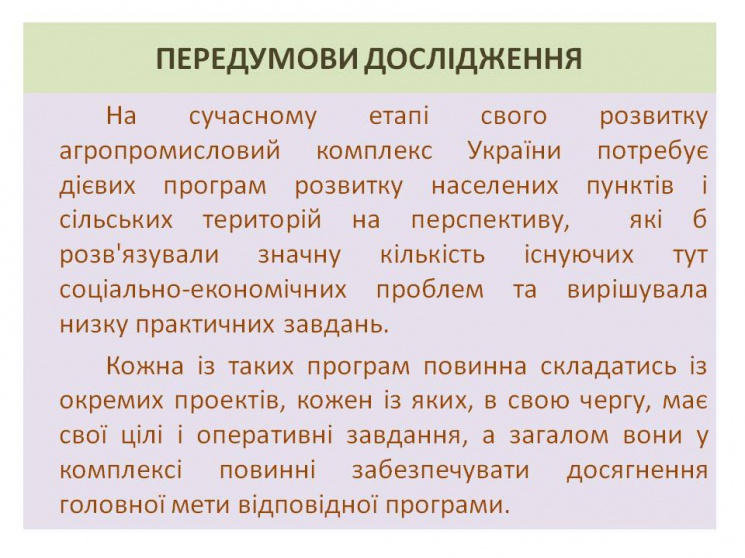 ПЕРЕДУМОВИ ДОСЛІДЖЕННЯ
На сучасному етапі свого розвитку
агропромисловий комплекс України потребує
дієвих програм розвитку населених пунктів і
сільських територій на перспективу, які б
розв'язували значну кількість існуючих тут
соціально-економічних проблем та вирішувала
низку практичних завдань.
Кожна із таких програм повинна складатись із
окремих проектів, кожен із яких, в свою чергу, має
свої цілі і оперативні завдання, а загалом вони у
комплексі повинні забезпечувати досягнення
головної мети відповідної програми.